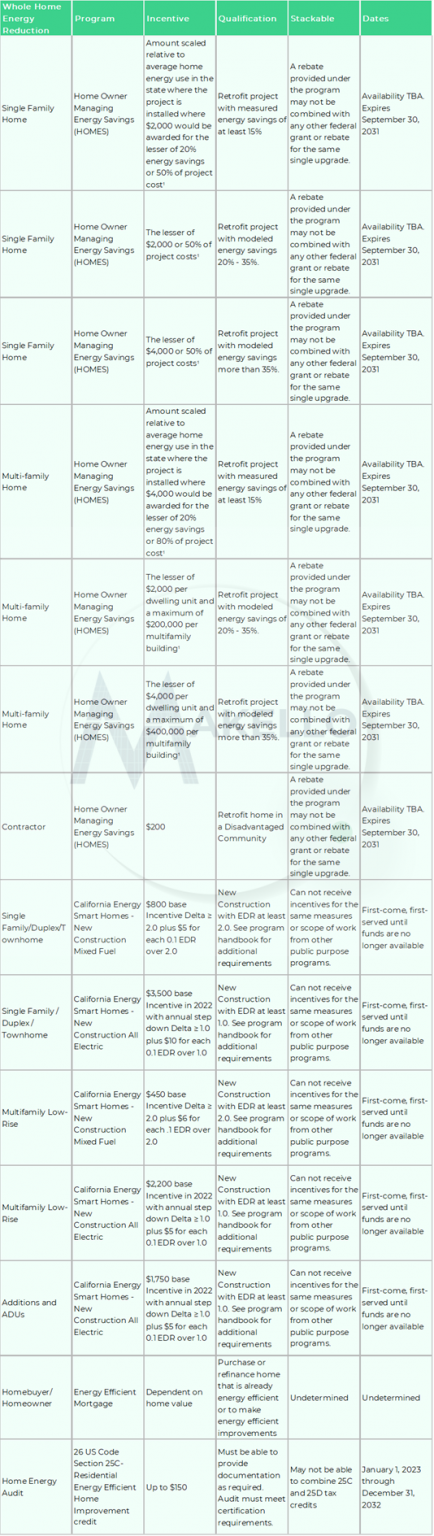 Whole Home
Energy
Reduction
Program
Incentive
Qualification
Stackable
Dates
Single Family
Home
Home Owner
Managing
Energy Savings
(HOMES)
Amount scaled
relative to
average home
energy use in the
state where the
project is
installed where
$2,000 would be
awarded for the
lesser of 20%
energy savings
or 50% of project
cost¹
Retrofit project
with measured
energy savings of
at least 15%
A rebate
provided under
the program
may not be
combined with
any other federal
grant or rebate
for the same
single upgrade.
Availability TBA.
Expires
September 30,
2031
Single Family
Home
Home Owner
Managing
Energy Savings
(HOMES)
The lesser of
$2,000 or 50% of
project costs¹
Retrofit project
with modeled
energy savings
20% - 35%.
A rebate
provided under
the program
may not be
combined with
any other federal
grant or rebate
for the same
single upgrade.
Availability TBA.
Expires
September 30,
2031
Single Family
Home
Home Owner
Managing
Energy Savings
(HOMES)
The lesser of
$4,000 or 50% of
project costs¹
Retrofit project
with modeled
energy savings
more than 35%.
A rebate
provided under
the program
may not be
combined with
any other federal
grant or rebate
for the same
single upgrade.
Availability TBA.
Expires
September 30,
2031
Multi-family
Home
Home Owner
Managing
Energy Savings
(HOMES)
Amount scaled
relative to
average home
energy use in the
state where the
project is
installed where
$4,000 would be
awarded for the
lesser of 20%
energy savings
or 80% of project
cost¹
Retrofit project
with measured
energy savings of
at least 15%
A rebate
provided under
the program
may not be
combined with
any other federal
grant or rebate
for the same
single upgrade.
Availability TBA.
Expires
September 30,
2031
Multi-family
Home
Home Owner
Managing
Energy Savings
(HOMES)
The lesser of
$2,000 per
dwelling unit and
a maximum of
$200,000 per
multifamily
building¹
Retrofit project
with modeled
energy savings
20% - 35%.
A rebate
provided under
the program
may not be
combined with
any other federal
grant or rebate
for the same
single upgrade.
Availability TBA.
Expires
September 30,
2031
Multi-family
Home
Home Owner
Managing
Energy Savings
(HOMES)
The lesser of
$4,000 per
dwelling unit and
a maximum of
$400,000 per
multifamily
building¹
Retrofit project
with modeled
energy savings
more than 35%.
A rebate
provided under
the program
may not be
combined with
any other federal
grant or rebate
for the same
single upgrade.
Availability TBA.
Expires
September 30,
2031
Contractor
Home Owner
Managing
Energy Savings
(HOMES)
$200
Retrofit home in
a Disadvantaged
Community
A rebate
provided under
the program
may not be
combined with
any other federal
grant or rebate
for the same
single upgrade.
Availability TBA.
Expires
September 30,
2031
Single
Family/Duplex/T
ownhome
California Energy
Smart Homes -
New
Construction
Mixed Fuel
$800 base
Incentive Delta ≥
2.0 plus $5 for
each 0.1 EDR
over 2.0
New
Construction
with EDR at least
2.0. See program
handbook for
additional
requirements
Can not receive
incentives for the
same measures
or scope of work
from other
public purpose
programs.
First-come, first-
served until
funds are no
longer available
Single Family /
Duplex /
Townhome
California Energy
Smart Homes -
New
Construction All
Electric
$3,500 base
Incentive in 2022
with annual step
down Delta ≥ 1.0
plus $10 for each
0.1 EDR over 1.0
New
Construction
with EDR at least
1.0. See program
handbook for
additional
requirements
Can not receive
incentives for the
same measures
or scope of work
from other
public purpose
programs.
First-come, first-
served until
funds are no
longer available
Multifamily Low-
Rise
California Energy
Smart Homes -
New
Construction
Mixed Fuel
$450 base
Incentive Delta ≥
2.0 plus $6 for
each .1 EDR over
2.0
New
Construction
with EDR at least
2.0. See program
handbook for
additional
requirements
Can not receive
incentives for the
same measures
or scope of work
from other
public purpose
programs.
First-come, first-
served until
funds are no
longer available
Multifamily Low-
Rise
California Energy
Smart Homes -
New
Construction All
Electric
$2,200 base
Incentive in 2022
with annual step
down Delta ≥ 1.0
plus $5 for each
0.1 EDR over 1.0
New
Construction
with EDR at least
1.0. See program
handbook for
additional
requirements
Can not receive
incentives for the
same measures
or scope of work
from other
public purpose
programs.
First-come, first-
served until
funds are no
longer available
Additions and
ADUs
California Energy
Smart Homes -
New
Construction All
Electric
$1,750 base
Incentive in 2022
with annual step
down Delta ≥ 1.0
plus $5 for each
0.1 EDR over 1.0
New
Construction
with EDR at least
1.0. See program
handbook for
additional
requirements
Can not receive
incentives for the
same measures
or scope of work
from other
public purpose
programs.
First-come, first-
served until
funds are no
longer available
Homebuyer/
Homeowner
Energy Efficient
Mortgage
Dependent on
home value
Purchase or
refinance home
that is already
energy efficient
or to make
energy efficient
improvements
Undetermined
Undetermined
Home Energy
Audit
26 US Code
Section 25C-
Residential
Energy Efficient
Home
Improvement
credit
Up to $150
Must be able to
provide
documentation
as required.
Audit must meet
certification
requirements.
May not be able
to combine 25C
and 25D tax
credits
January 1, 2023
through
December 31,
2032